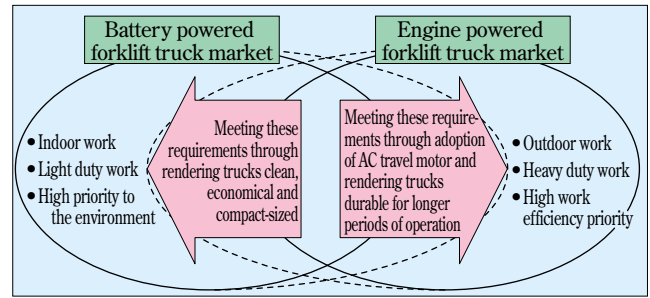 Battery powered
forklift truck market
Engine powered
forklift truck market
• Indoor work
• Light duty work
• High priority to
the environment
Meeting these
requirements through
rendering trucks clean,
economical and
compact-sized
Meeting these require-
ments through adoption
of AC travel motor and
rendering trucks
durable for longer
periods of operation
• Outdoor work
• Heavy duty work
• High work
efficiency priority